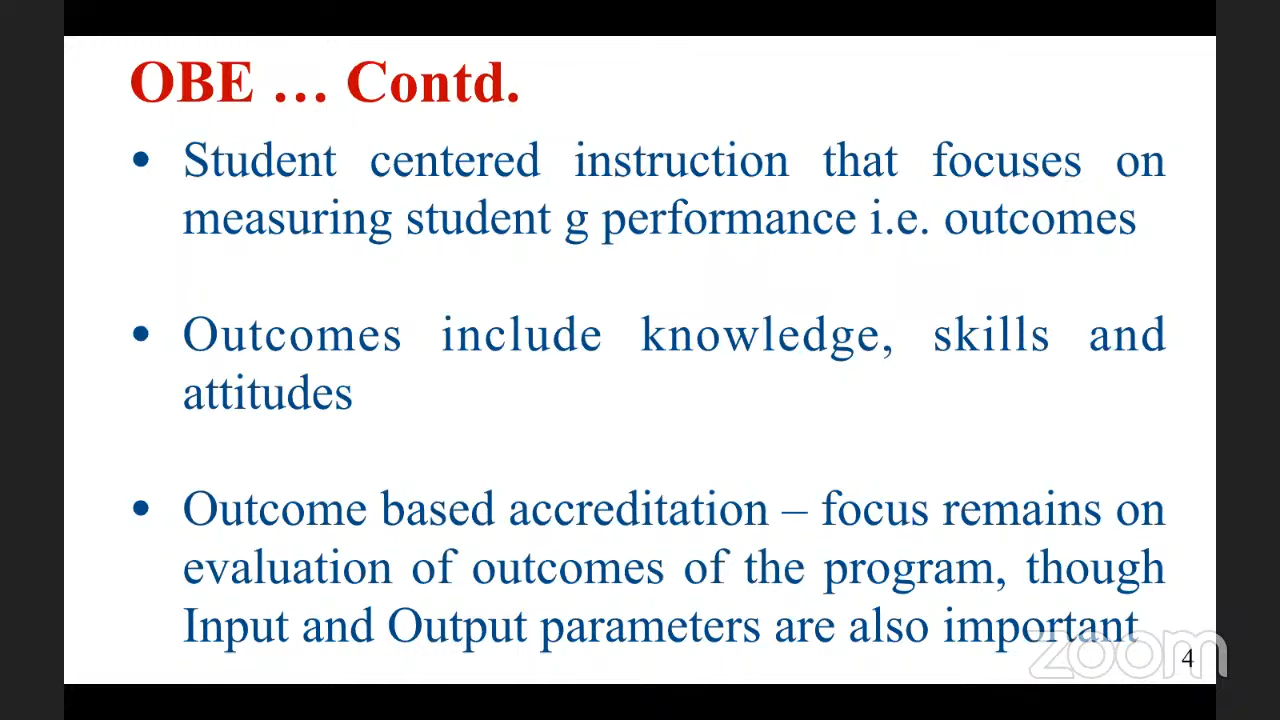 OBE … Contd.
• Student centered instruction that focuses on
measuring student g performance i.e. outcomes
• Outcomes include knowledge, skills and
attitudes
• Outcome based accreditation – focus remains on
evaluation of outcomes of the program, though
Input and Output parameters are also important
zoom
4